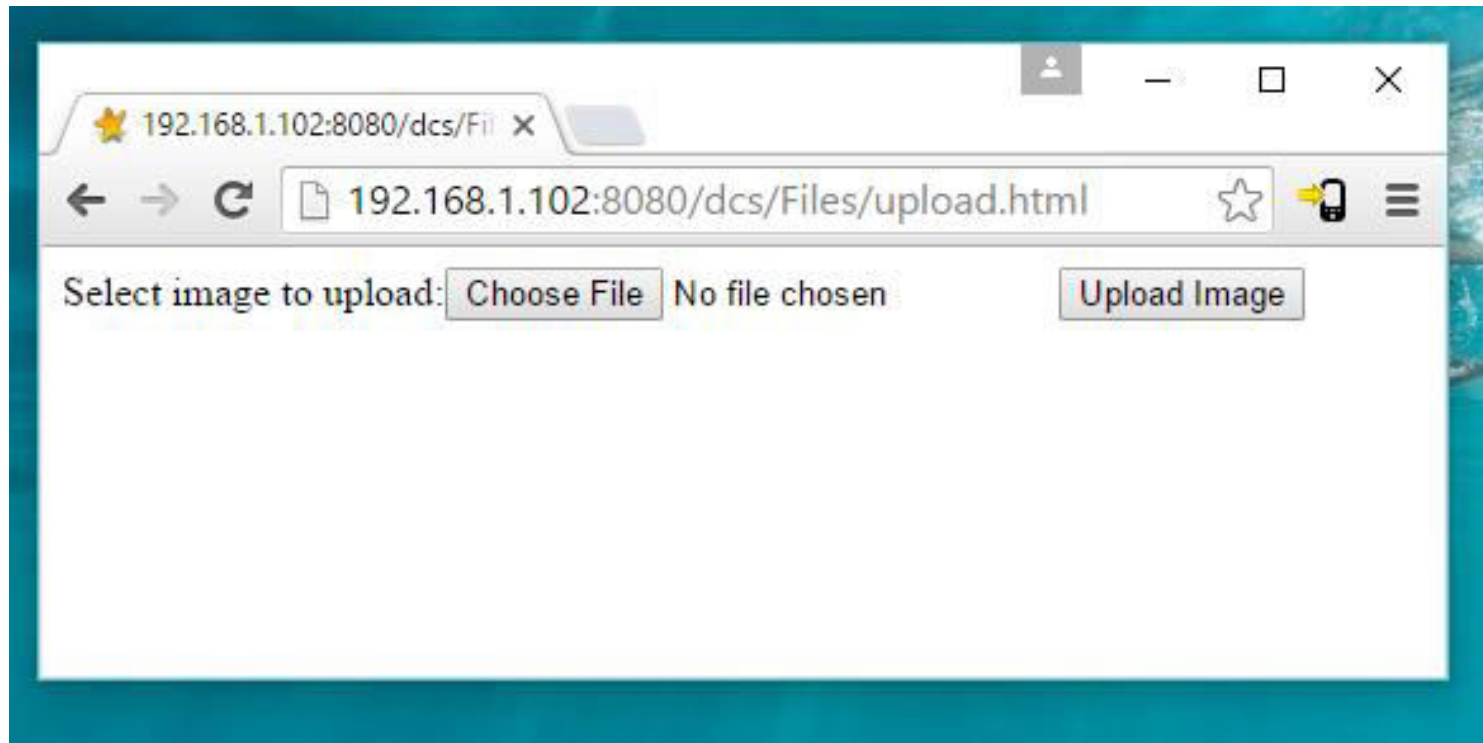 192.168.1.102:8080/dcs/Fil
192.168.1.102:8080/dcs/Files/upload.html
Select image to upload: Choose File No file chosen Upload Image